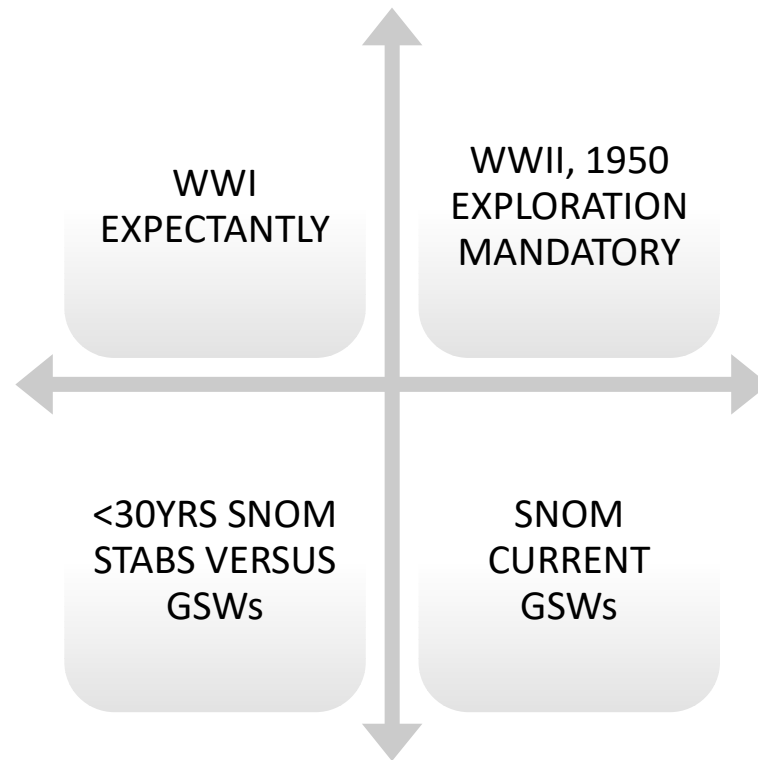 WWI
EXPECTANTLY
WWII, 1950
EXPLORATION
MANDATORY
<30YRS SNOM
STABS VERSUS
GSWs
SNOM
CURRENT
GSWs